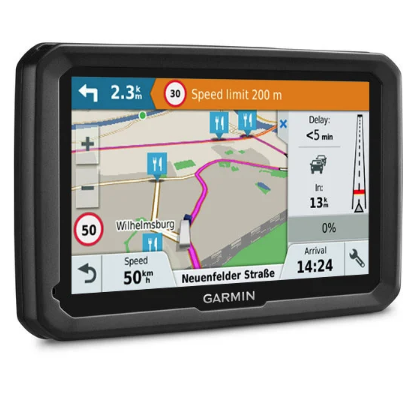 2.3 km
30
Speed limit 200 m
Delay:
<5 min
In:
13 km
0%
50
Wilhelmsburg
Speed
50 km h
Neuenfelder Straße
Arrival
14:24
GARMIN